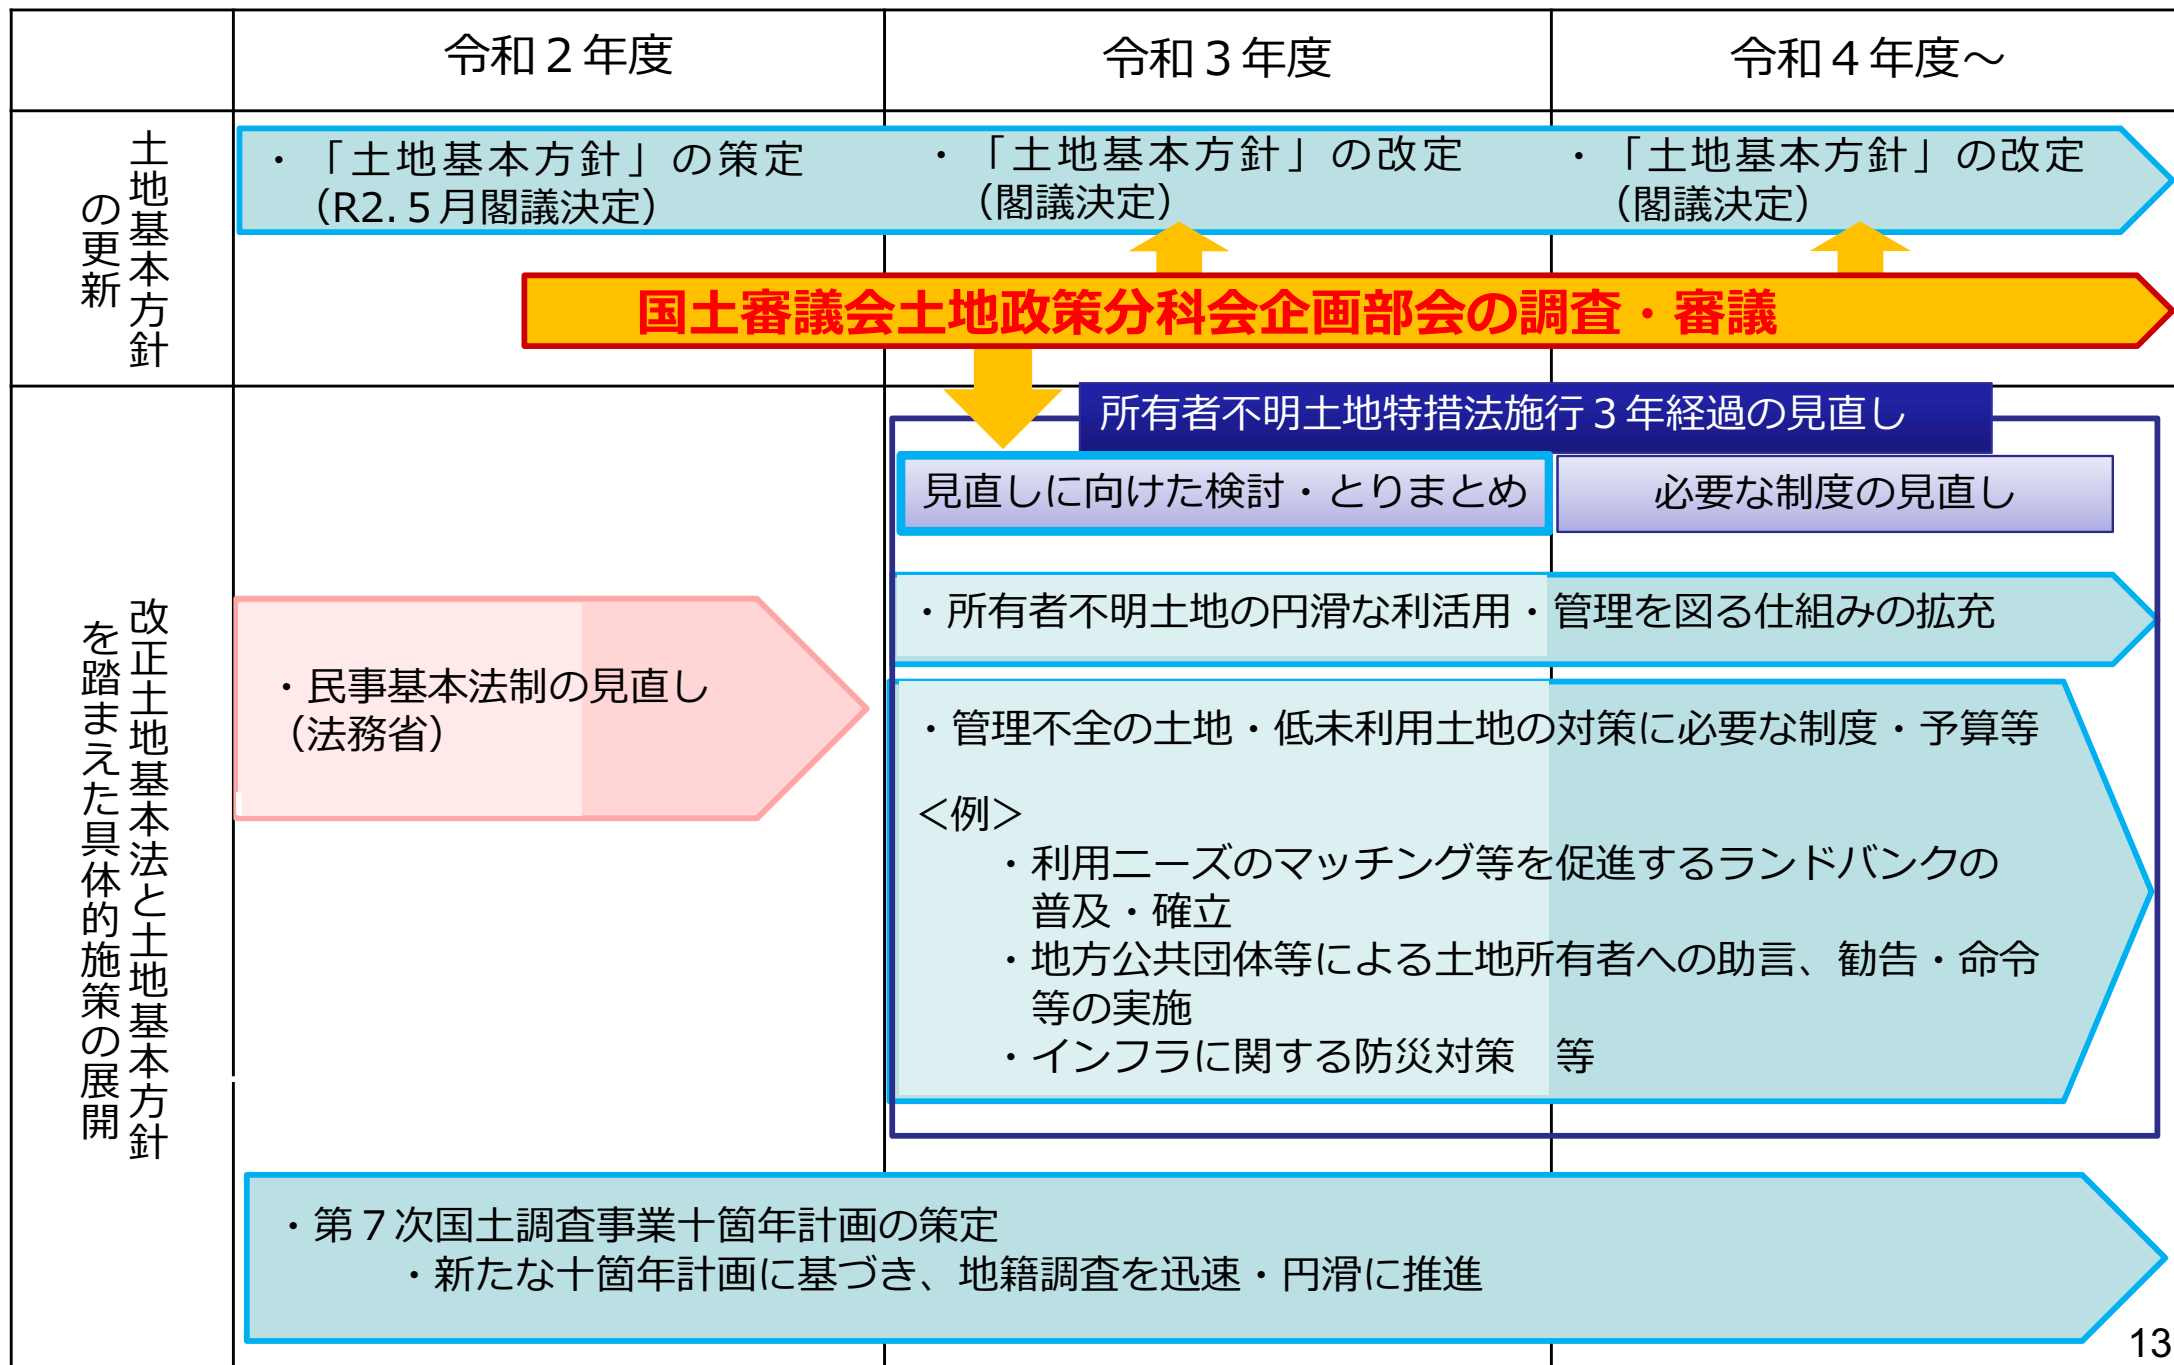 令和２年度
令和３年度
令和４年度～
土地基本方針
の更新
・「土地基本方針」の策定
（R2.５月閣議決定）
・「土地基本方針」の改定
（閣議決定）
・「土地基本方針」の改定
（閣議決定）
国土審議会土地政策分科会企画部会の調査・審議
改正土地基本法と土地基本方針
を踏まえた具体的施策の展開
所有者不明土地特措法施行３年経過の見直し
見直しに向けた検討・とりまとめ
必要な制度の見直し
・民事基本法制の見直し
（法務省）
・所有者不明土地の円滑な利活用・管理を図る仕組みの拡充
・管理不全の土地・低未利用土地の対策に必要な制度・予算等
＜例＞
・利用ニーズのマッチング等を促進するランドバンクの
普及・確立
・地方公共団体等による土地所有者への助言、勧告・命令
等の実施
・インフラに関する防災対策　等
・第７次国土調査事業十箇年計画の策定
・新たな十箇年計画に基づき、地籍調査を迅速・円滑に推進
13